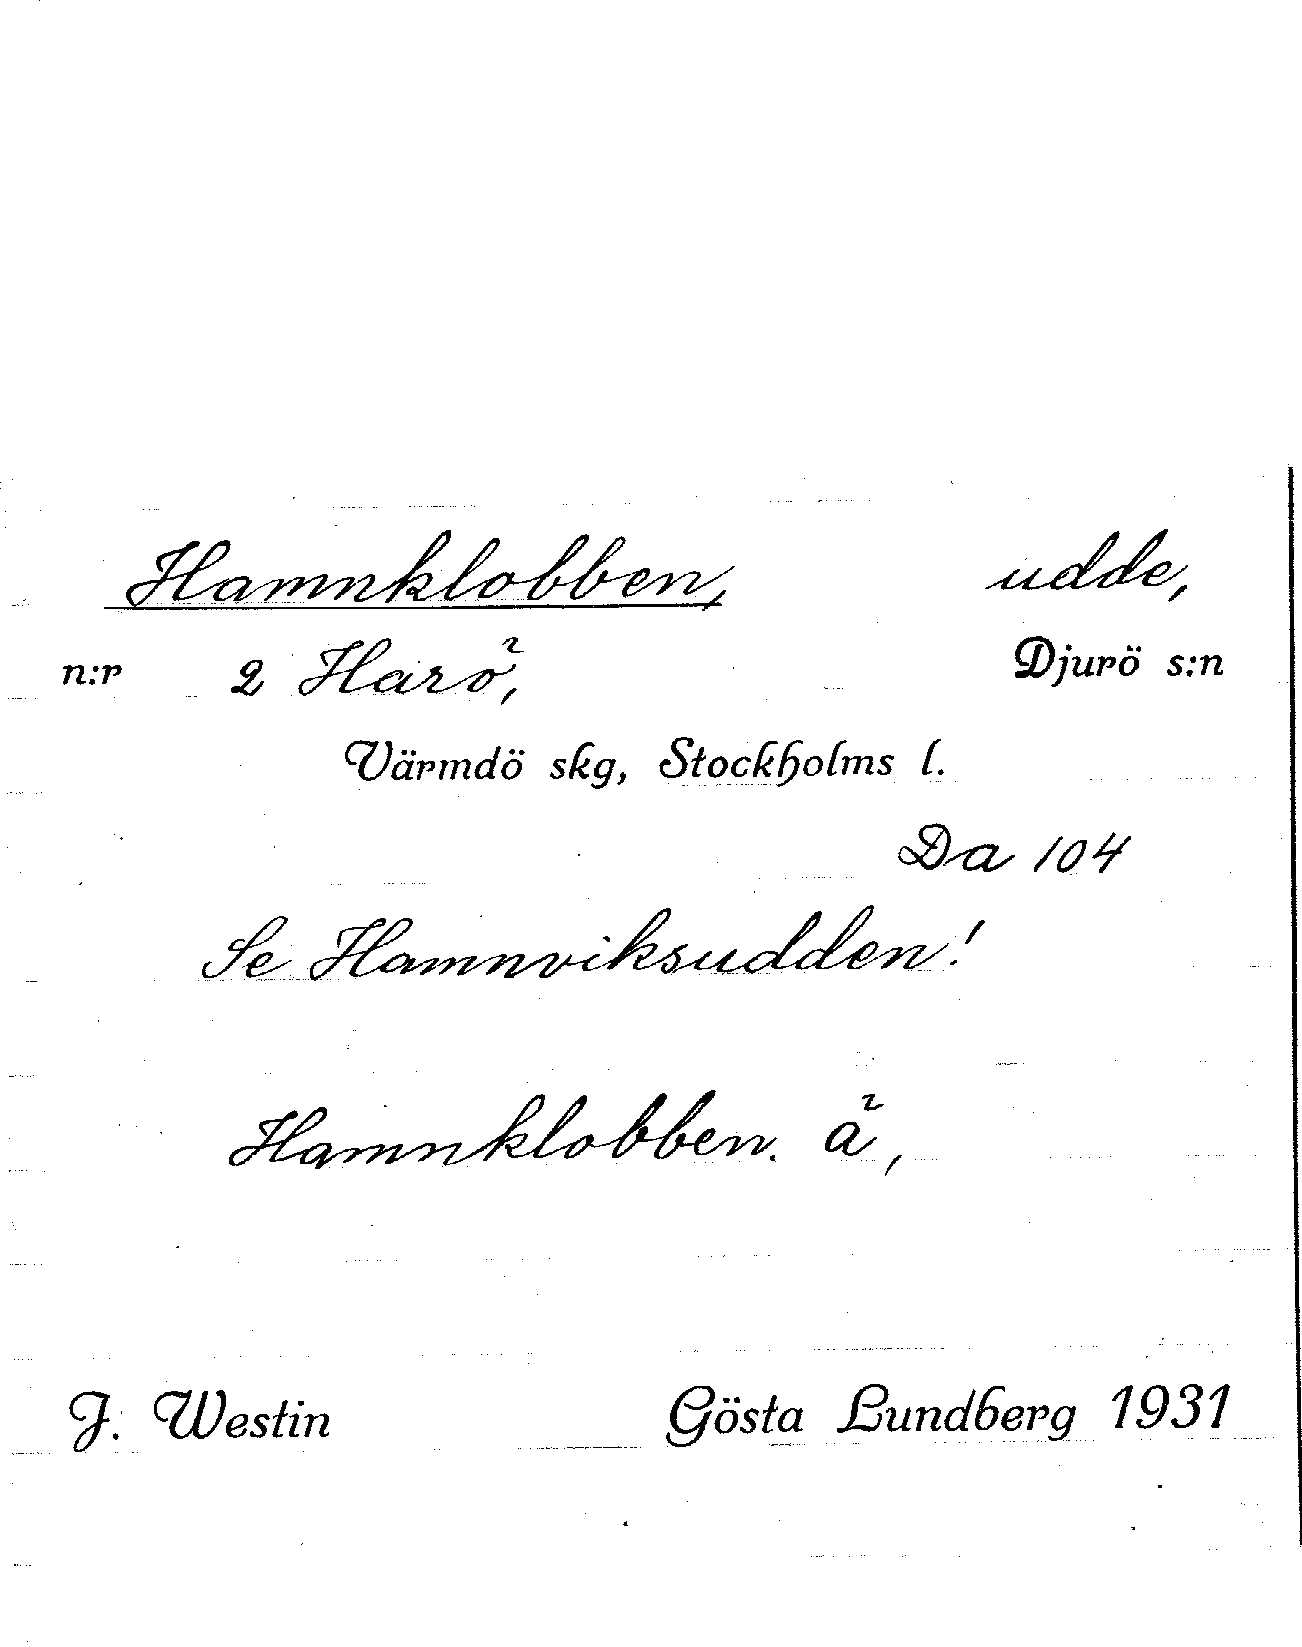 Hamnklobben, udde,
n:r 2 Harö, Djurö s:n
Värmdö skg, Stockholms l.
Da 104
Se Hamnviksudden!
Hamnklobben. ä,
J. Westin Gösta Lundberg 1931